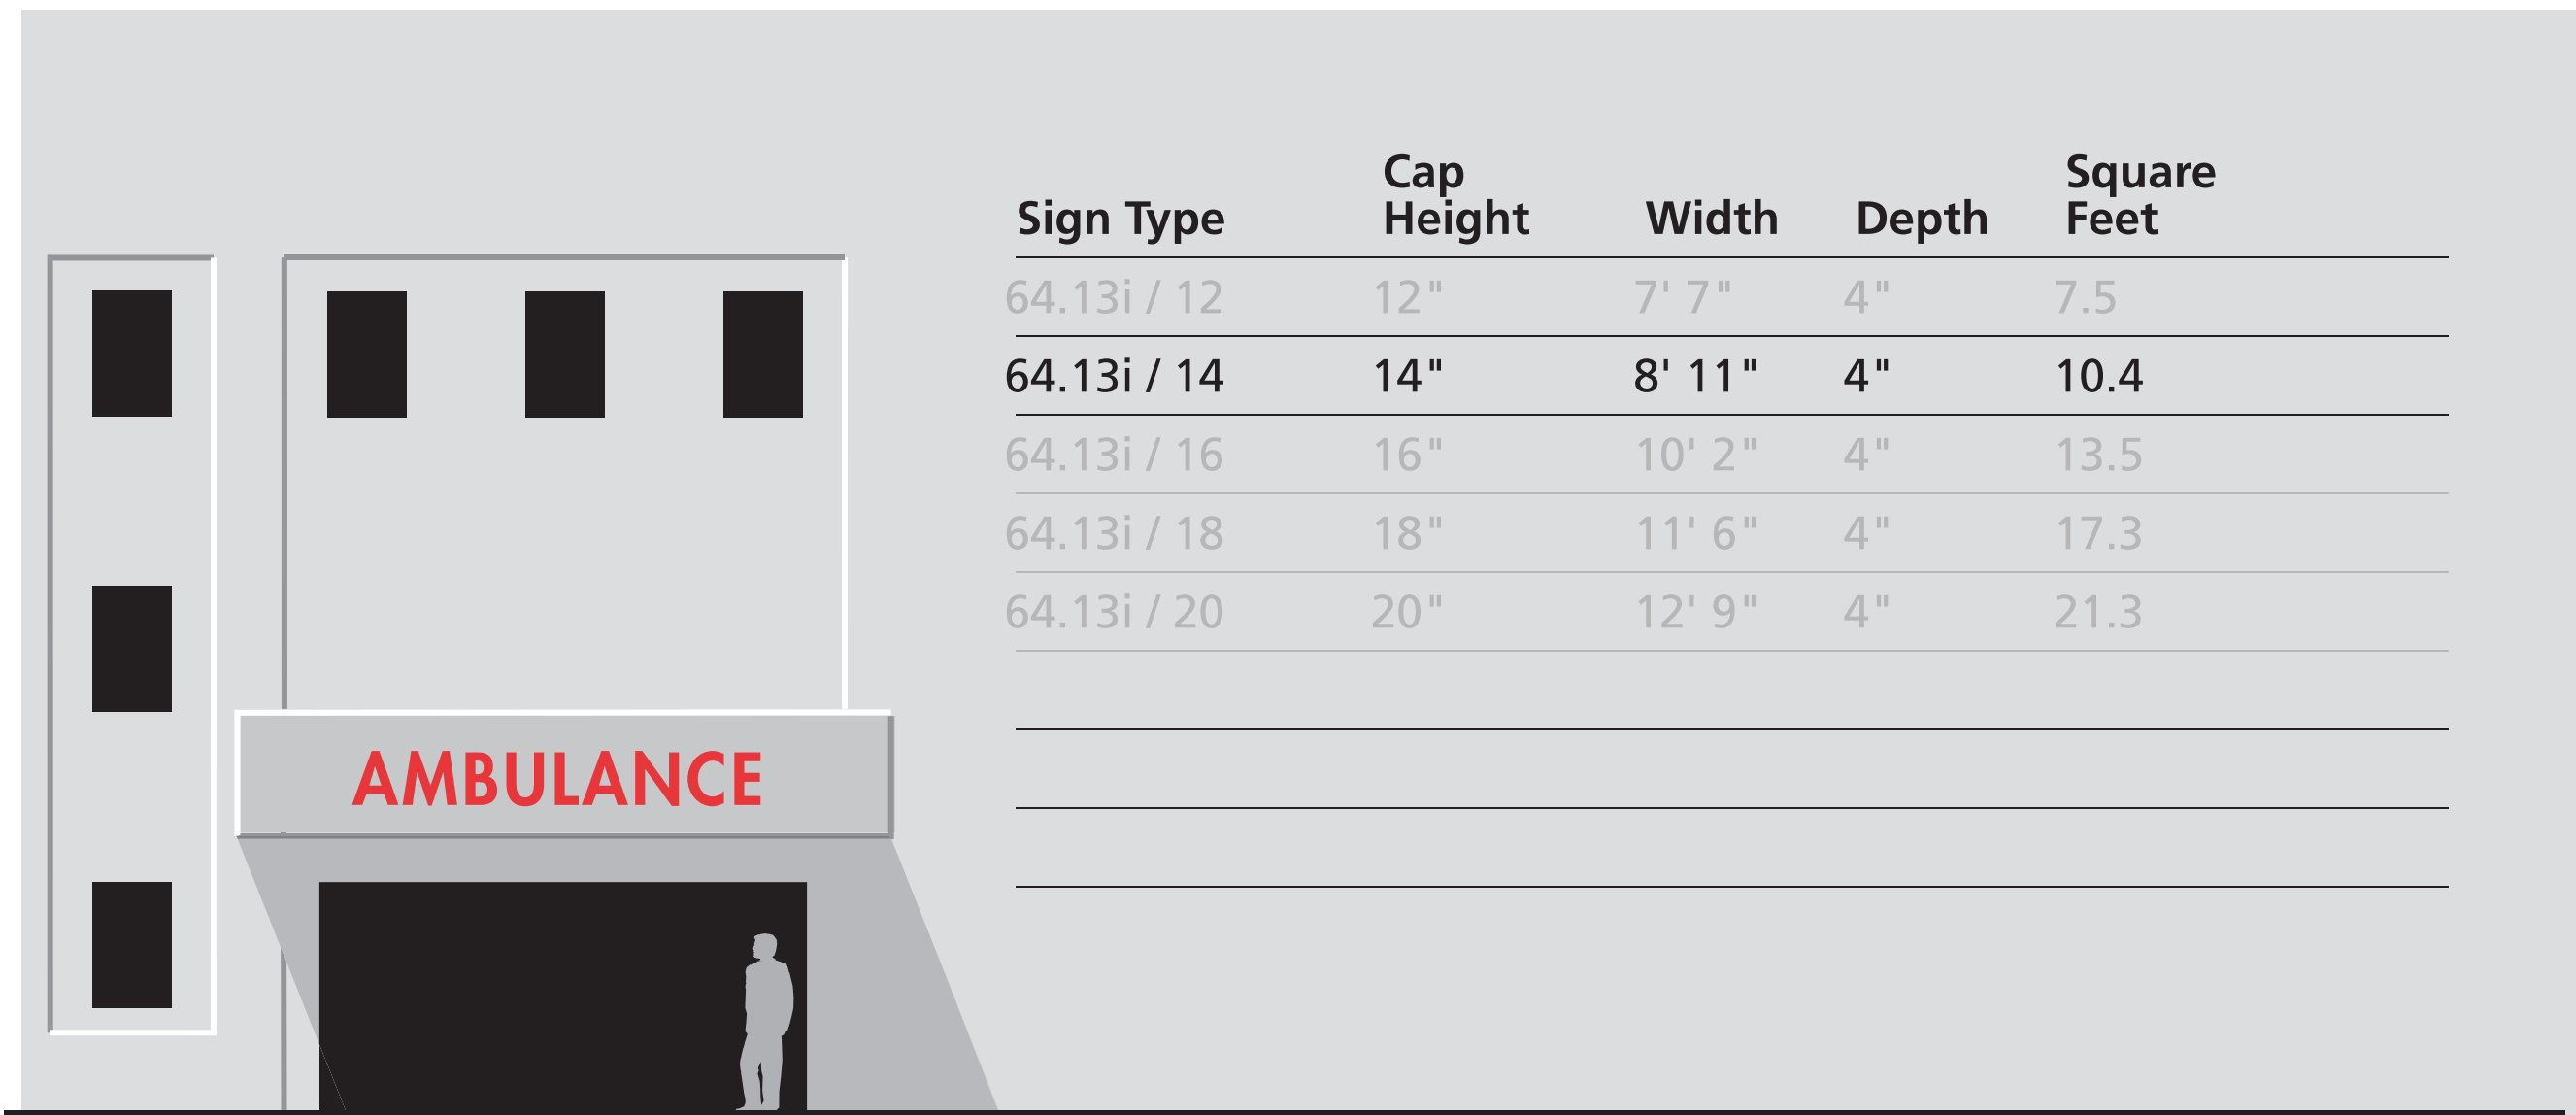 Sign Type Cap Height Width Depth Square Feet
64.13i / 12 12" 7' 7" 4" 7.5
64.13i / 14 14" 8' 11" 4" 10.4
64.13i / 16 16" 10' 2" 4" 13.5
64.13i / 18 18" 11' 6" 4" 17.3
64.13i / 20 20" 12' 9" 4" 21.3
AMBULANCE